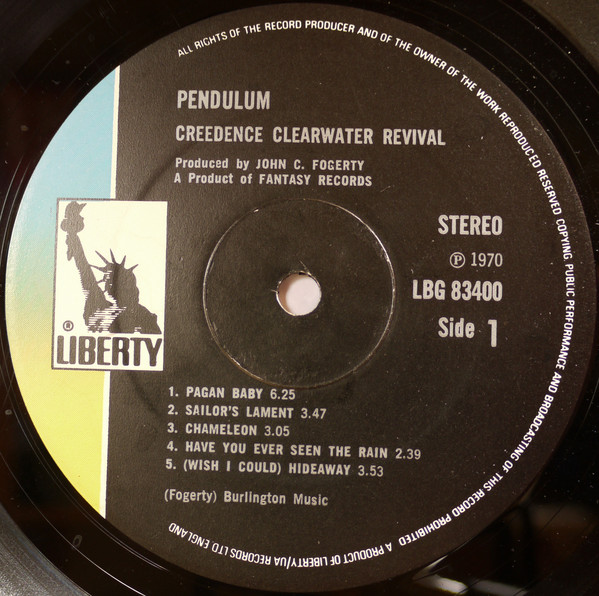 ALL RIGHTS OF THE RECORD PRODUCER AND OF THE OWNER OF THE WORK REPRODUCED RESERVED. COPYING, PUBLIC PERFORMANCE AND BROADCASTING OF THIS RECORD PROHIBITED. A PRODUCT OF LIBERTY/UA RECORDS LTD ENGLAND
PENDULUM
CREEDENCE CLEARWATER REVIVAL
Produced by JOHN C. FOGERTY
A Product of FANTASY RECORDS
STEREO
Ⓟ 1970
LBG 83400
Side 1
®
LIBERTY
1. PAGAN BABY 6.25
2. SAILOR'S LAMENT 3.47
3. CHAMELEON 3.05
4. HAVE YOU EVER SEEN THE RAIN 2.39
5. (WISH I COULD) HIDEAWAY 3.53
(Fogerty) Burlington Music